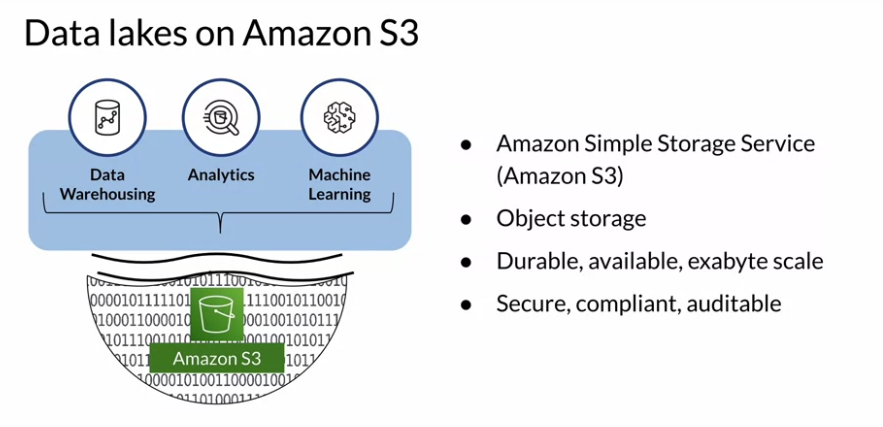 Data lakes on Amazon S3
Data
Warehousing
Analytics
Machine
Learning
Amazon S3
● Amazon Simple Storage Service
(Amazon S3)
● Object storage
● Durable, available, exabyte scale
● Secure, compliant, auditable